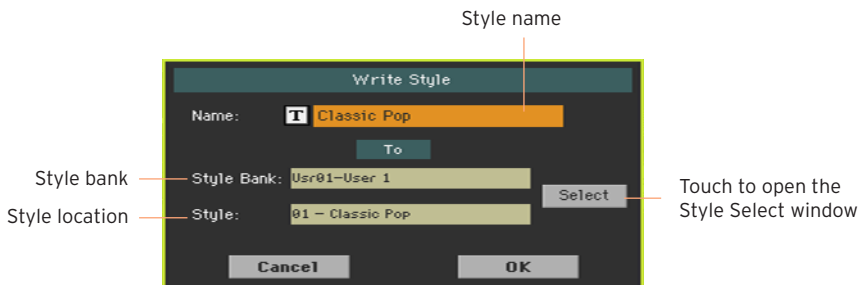 Style name
Write Style
Name: T Classic Pop
To
Style bank
Style Bank: Usr01-User 1
Select
Touch to open the
Style Select window
Style location
Style: 01 - Classic Pop
Cancel OK